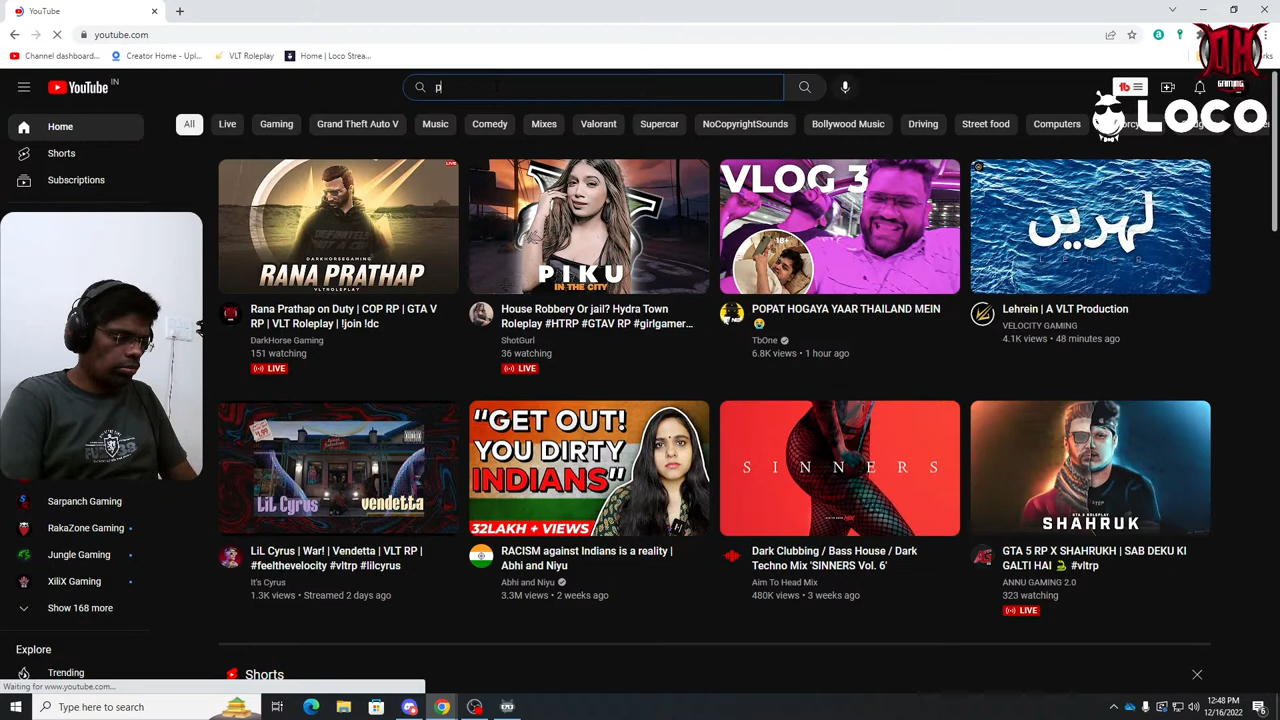 YouTube
youtube.com
Channel dashboard...
Creator Home - Upl...
VLT Roleplay
Home | Loco Strea...
YouTube IN
p
GAMING
LOCO
All
Live
Gaming
Grand Theft Auto V
Music
Comedy
Mixes
Valorant
Supercar
NoCopyrightSounds
Bollywood Music
Driving
Street food
Computers
Home
Shorts
Subscriptions
LIVE
DEFINITELY
NOT A COP
DARKHORSEGAMING
RANA PRATHAP
VLTROLEPLAY
PIKU
IN THE CITY
VLOG 3
18+
لہریں
Rana Prathap on Duty | COP RP | GTA V
RP | VLT Roleplay | !join !dc
DarkHorse Gaming
151 watching
LIVE
House Robbery Or jail? Hydra Town
Roleplay #HTRP #GTAV RP #girlgamer...
ShotGurl
36 watching
LIVE
POPAT HOGAYA YAAR THAILAND MEIN
😭
TbOne
6.8K views • 1 hour ago
Lehrein | A VLT Production
VELOCITY GAMING
4.1K views • 48 minutes ago
LiL Cyrus
vendetta
"GET OUT!
YOU DIRTY
INDIANS"
32LAKH + VIEWS
SINNERS
SHAHRUK
Sarpanch Gaming
RakaZone Gaming
Jungle Gaming
XiliX Gaming
Show 168 more
LiL Cyrus | War! | Vendetta | VLT RP |
#feelthevelocity #vltrp #lilcyrus
It's Cyrus
1.3K views • Streamed 2 days ago
RACISM against Indians is a reality |
Abhi and Niyu
Abhi and Niyu
3.3M views • 2 weeks ago
Dark Clubbing / Bass House / Dark
Techno Mix 'SINNERS Vol. 6'
Aim To Head Mix
480K views • 3 weeks ago
GTA 5 RP X SHAHRUKH | SAB DEKU KI
GALTI HAI 🐍 #vltrp
ANNU GAMING 2.0
323 watching
LIVE
Explore
Trending
Shorts
Waiting for www.youtube.com...
Type here to search
12:48 PM
12/16/2022